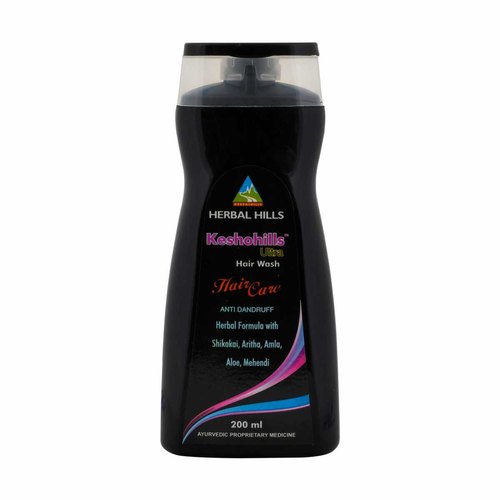 HERBALHILLS
HERBAL HILLS
Keshohills™
Ultra
Hair Wash
Hair Care
ANTI DANDRUFF
Herbal Formula with
Shikakai, Aritha, Amla,
Aloe, Mehendi
200 ml
AYURVEDIC PROPRIETARY MEDICINE